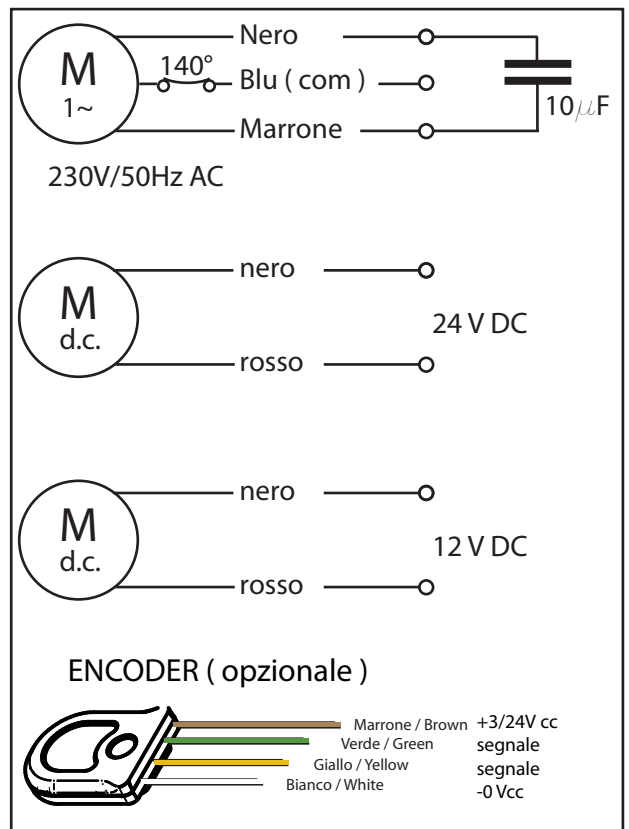 Nero
M
1~
140°
Blu ( com )
10µF
Marrone
230V/50Hz AC
nero
M
d.c.
24 V DC
rosso
nero
M
d.c.
12 V DC
rosso
ENCODER ( opzionale )
Marrone / Brown +3/24V cc
Verde / Green segnale
Giallo / Yellow segnale
Bianco / White -0 Vcc